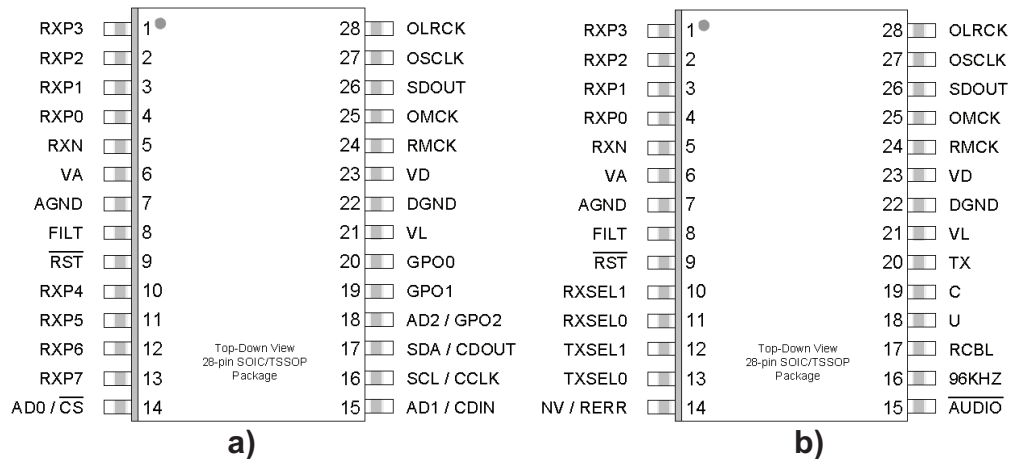 RXP3 1 28 OLRCK
RXP2 2 27 OSCLK
RXP1 3 26 SDOUT
RXP0 4 25 OMCK
RXN 5 24 RMCK
VA 6 23 VD
AGND 7 22 DGND
FILT 8 21 VL
RST 9 20 GPO0
RXP4 10 19 GPO1
RXP5 11 18 AD2 / GPO2
RXP6 12 17 SDA / CDOUT
RXP7 13 16 SCL / CCLK
AD0 / CS 14 15 AD1 / CDIN
Top-Down View
28-pin SOIC/TSSOP
Package
a)
RXP3 1 28 OLRCK
RXP2 2 27 OSCLK
RXP1 3 26 SDOUT
RXP0 4 25 OMCK
RXN 5 24 RMCK
VA 6 23 VD
AGND 7 22 DGND
FILT 8 21 VL
RST 9 20 TX
RXSEL1 10 19 C
RXSEL0 11 18 U
TXSEL1 12 17 RCBL
TXSEL0 13 16 96KHZ
NV / RERR 14 15 AUDIO
Top-Down View
28-pin SOIC/TSSOP
Package
b)